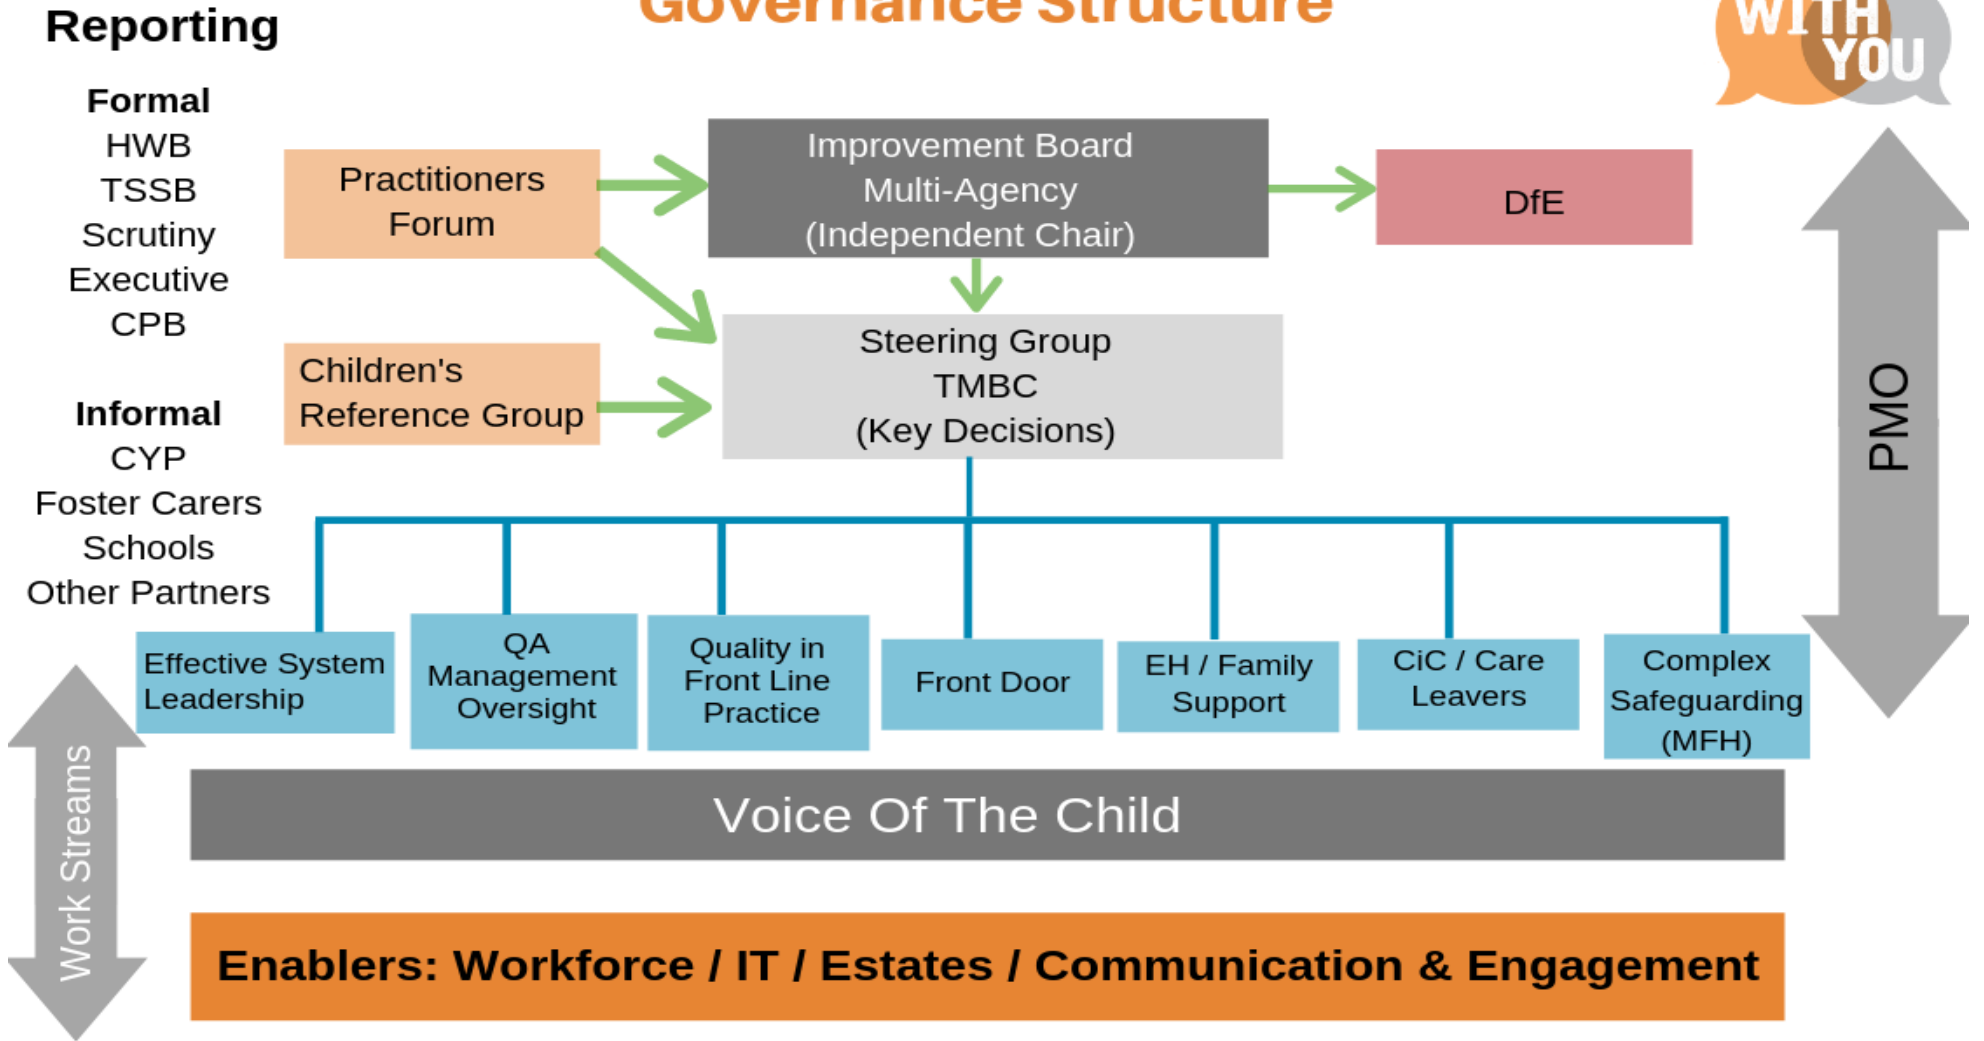 Governance Structure
WITH
YOU
Reporting
Formal
HWB
TSSB
Scrutiny
Executive
CPB
Informal
CYP
Foster Carers
Schools
Other Partners
Practitioners
Forum
Improvement Board
Multi-Agency
(Independent Chair)
DfE
Children's
Reference Group
Steering Group
TMBC
(Key Decisions)
PMO
Effective System
Leadership
QA
Management
Oversight
Quality in
Front Line
Practice
Front Door
EH / Family
Support
CiC / Care
Leavers
Complex
Safeguarding
(MFH)
Work Streams
Voice Of The Child
Enablers: Workforce / IT / Estates / Communication & Engagement